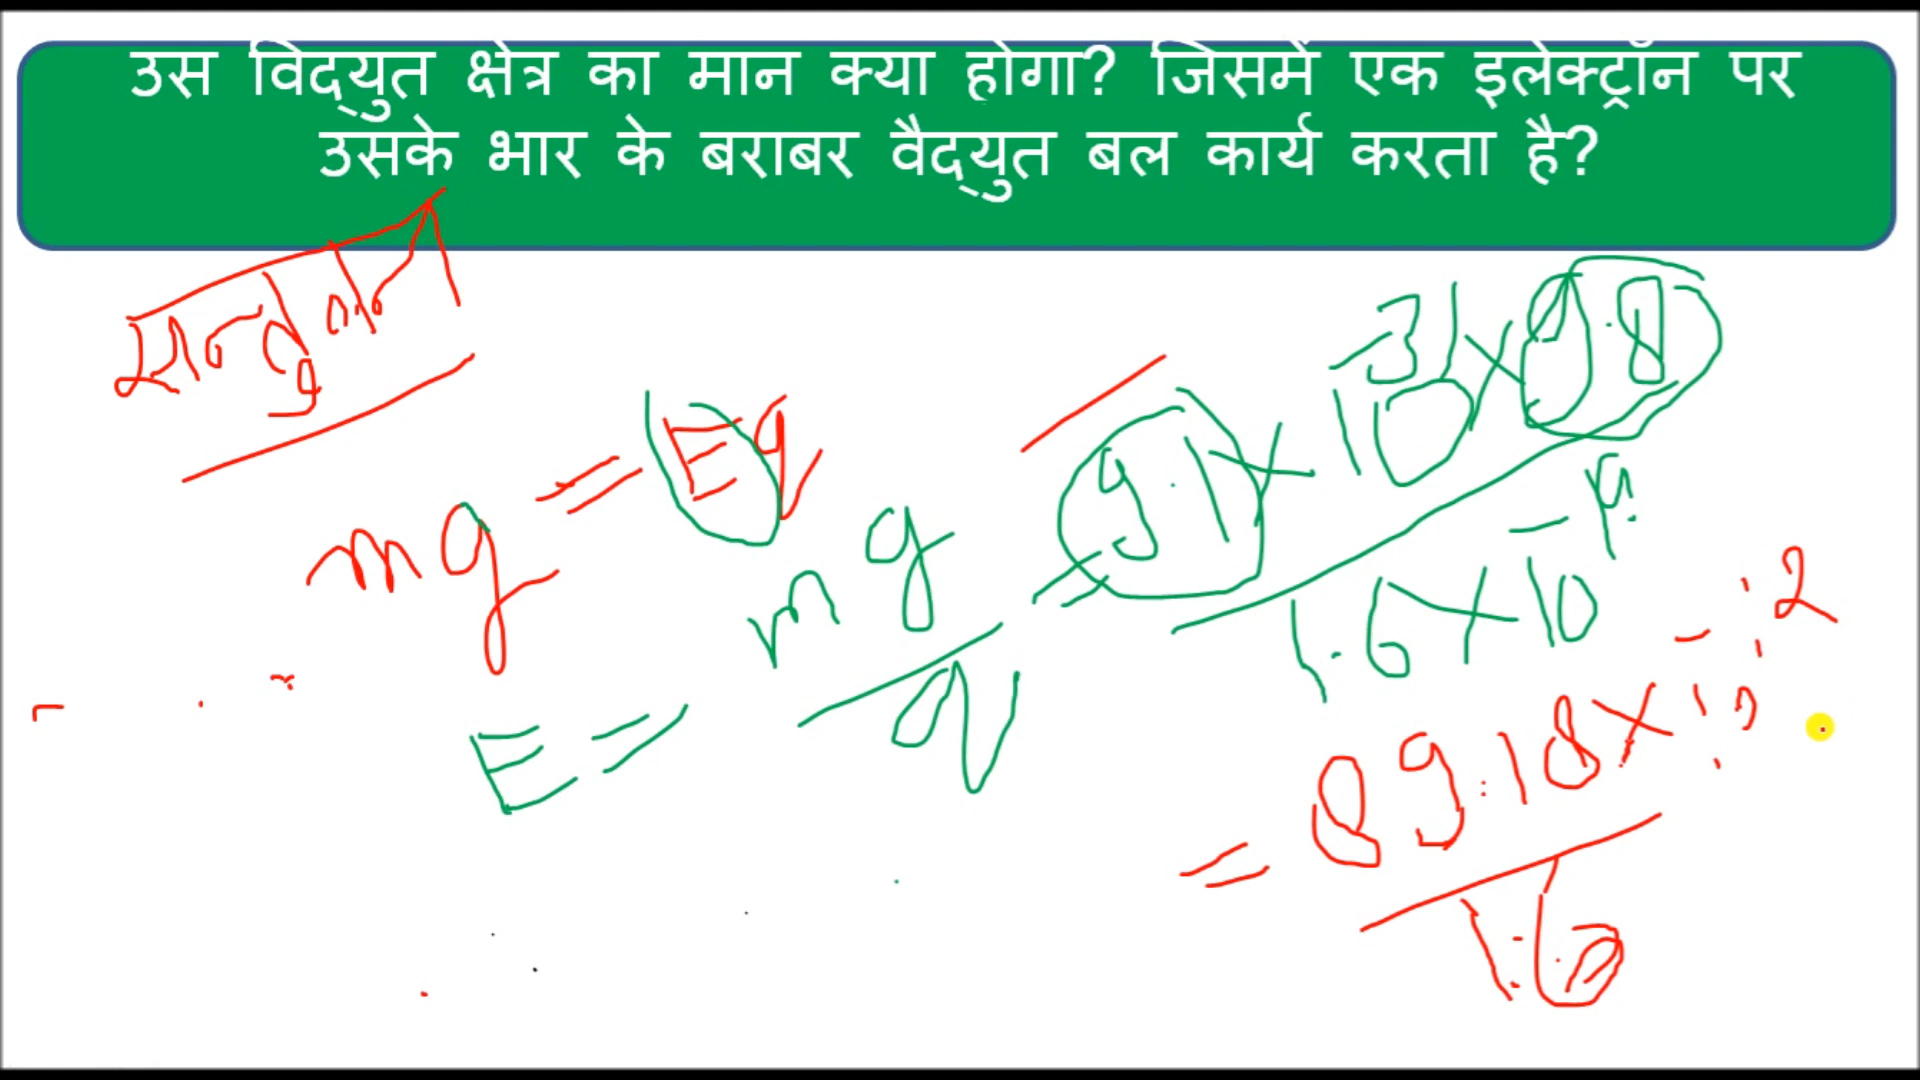 उस विद्युत क्षेत्र का मान क्या होगा? जिसमें एक इलेक्ट्रॉन पर
उसके भार के बराबर वैद्युत बल कार्य करता है?
सन्तुलन
mg = Eq
E = mg/q = 9.1 × 10^-31 × 9.8 / 1.6 × 10^-19
= 89.18 × 10^-12 / 1.6